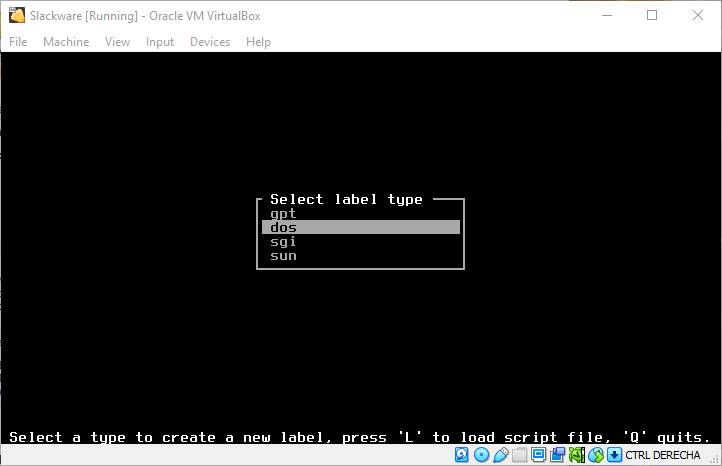 Slackware [Running] - Oracle VM VirtualBox
File Machine View Input Devices Help
Select label type
gpt
dos
sgi
sun
Select a type to create a new label, press 'L' to load script file, 'Q' quits.
CTRL DERECHA